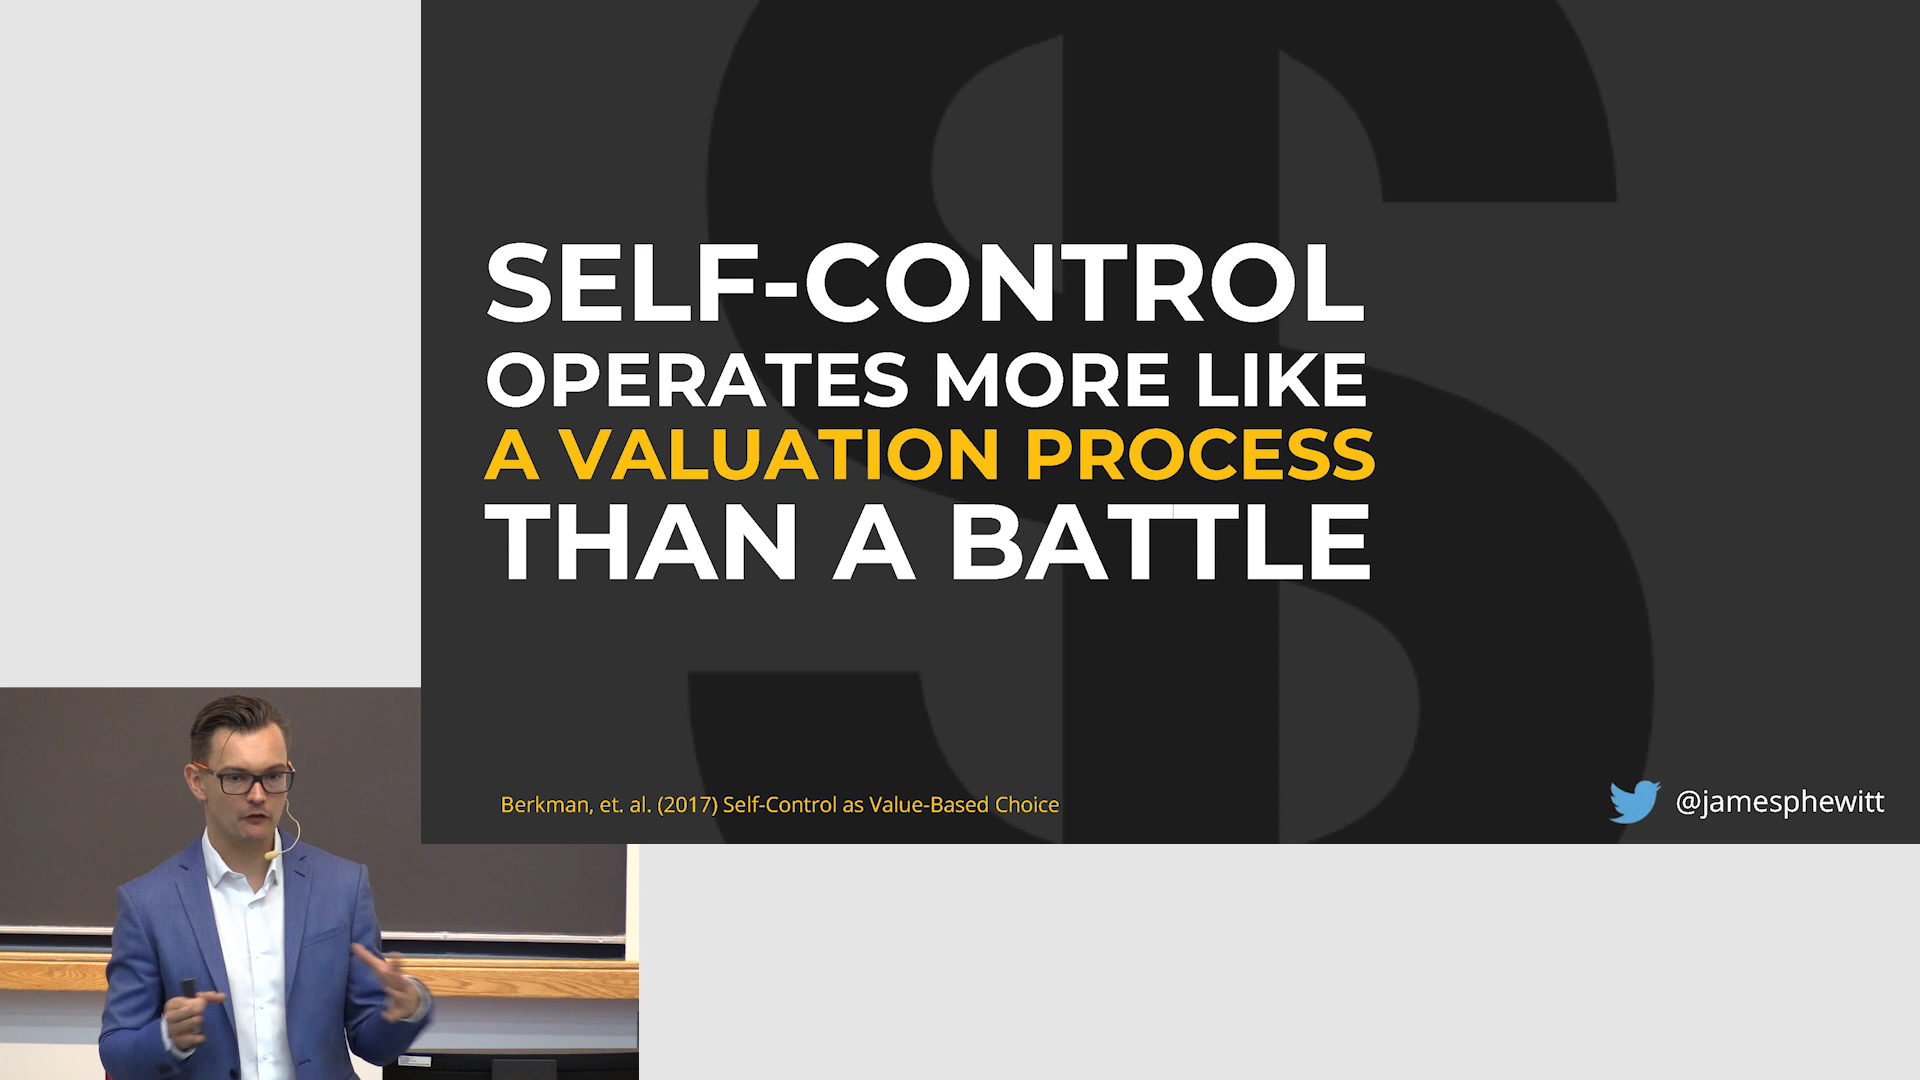 SELF-CONTROL
OPERATES MORE LIKE
A VALUATION PROCESS
THAN A BATTLE
Berkman, et. al. (2017) Self-Control as Value-Based Choice
@jamesphewitt